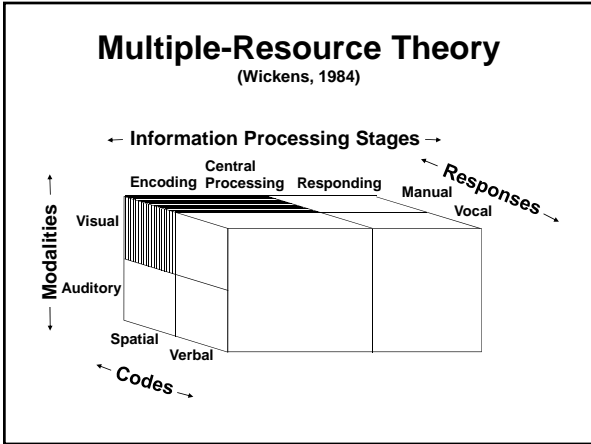 Multiple-Resource Theory
(Wickens, 1984)
Information Processing Stages
Encoding
Central
Processing
Responding
Responses
Manual
Vocal
Modalities
Visual
Auditory
Spatial
Verbal
Codes